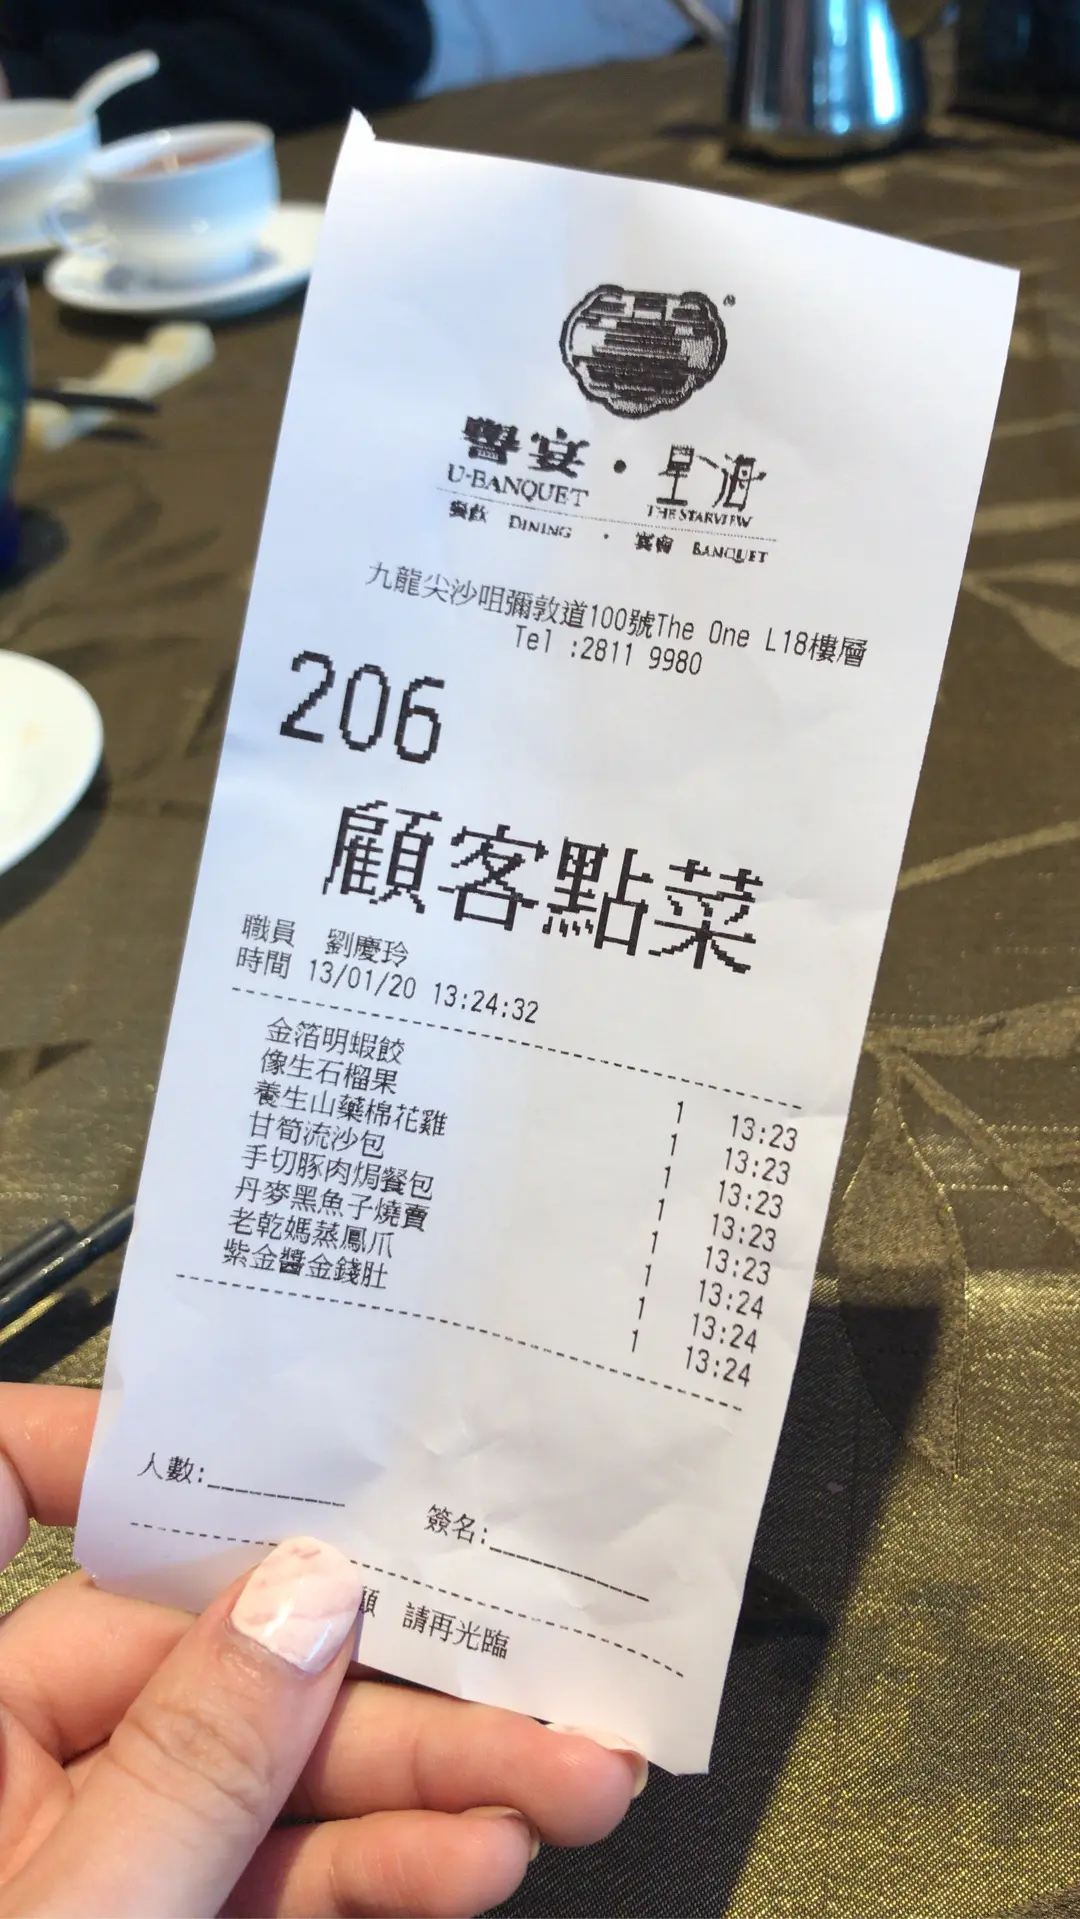 譽宴・星海
U-BANQUET THE STARVIEW
餐飲 DINING・宴會 BANQUET
九龍尖沙咀彌敦道100號The One L18樓層
Tel :2811 9980
206
顧客點菜
職員 劉慶玲
時間 13/01/20 13:24:32
金箔明蝦餃 1 13:23
像生石榴果 1 13:23
養生山藥棉花雞 1 13:23
甘筍流沙包 1 13:23
手切豚肉焗餐包 1 13:23
丹麥黑魚子燒賣 1 13:24
老乾媽蒸鳳爪 1 13:24
紫金醬金錢肚 1 13:24
人數:
簽名:
顧 請再光臨